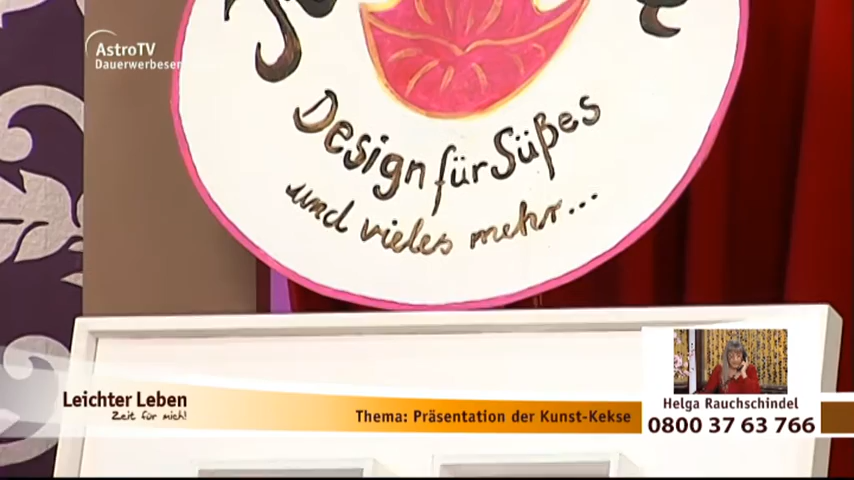 AstroTV
Design für Süßes
und vieles mehr...
Leichter Leben
Zeit für mich!
Thema: Präsentation der Kunst-Kekse
Helga Rauchschindel
0800 37 63 766